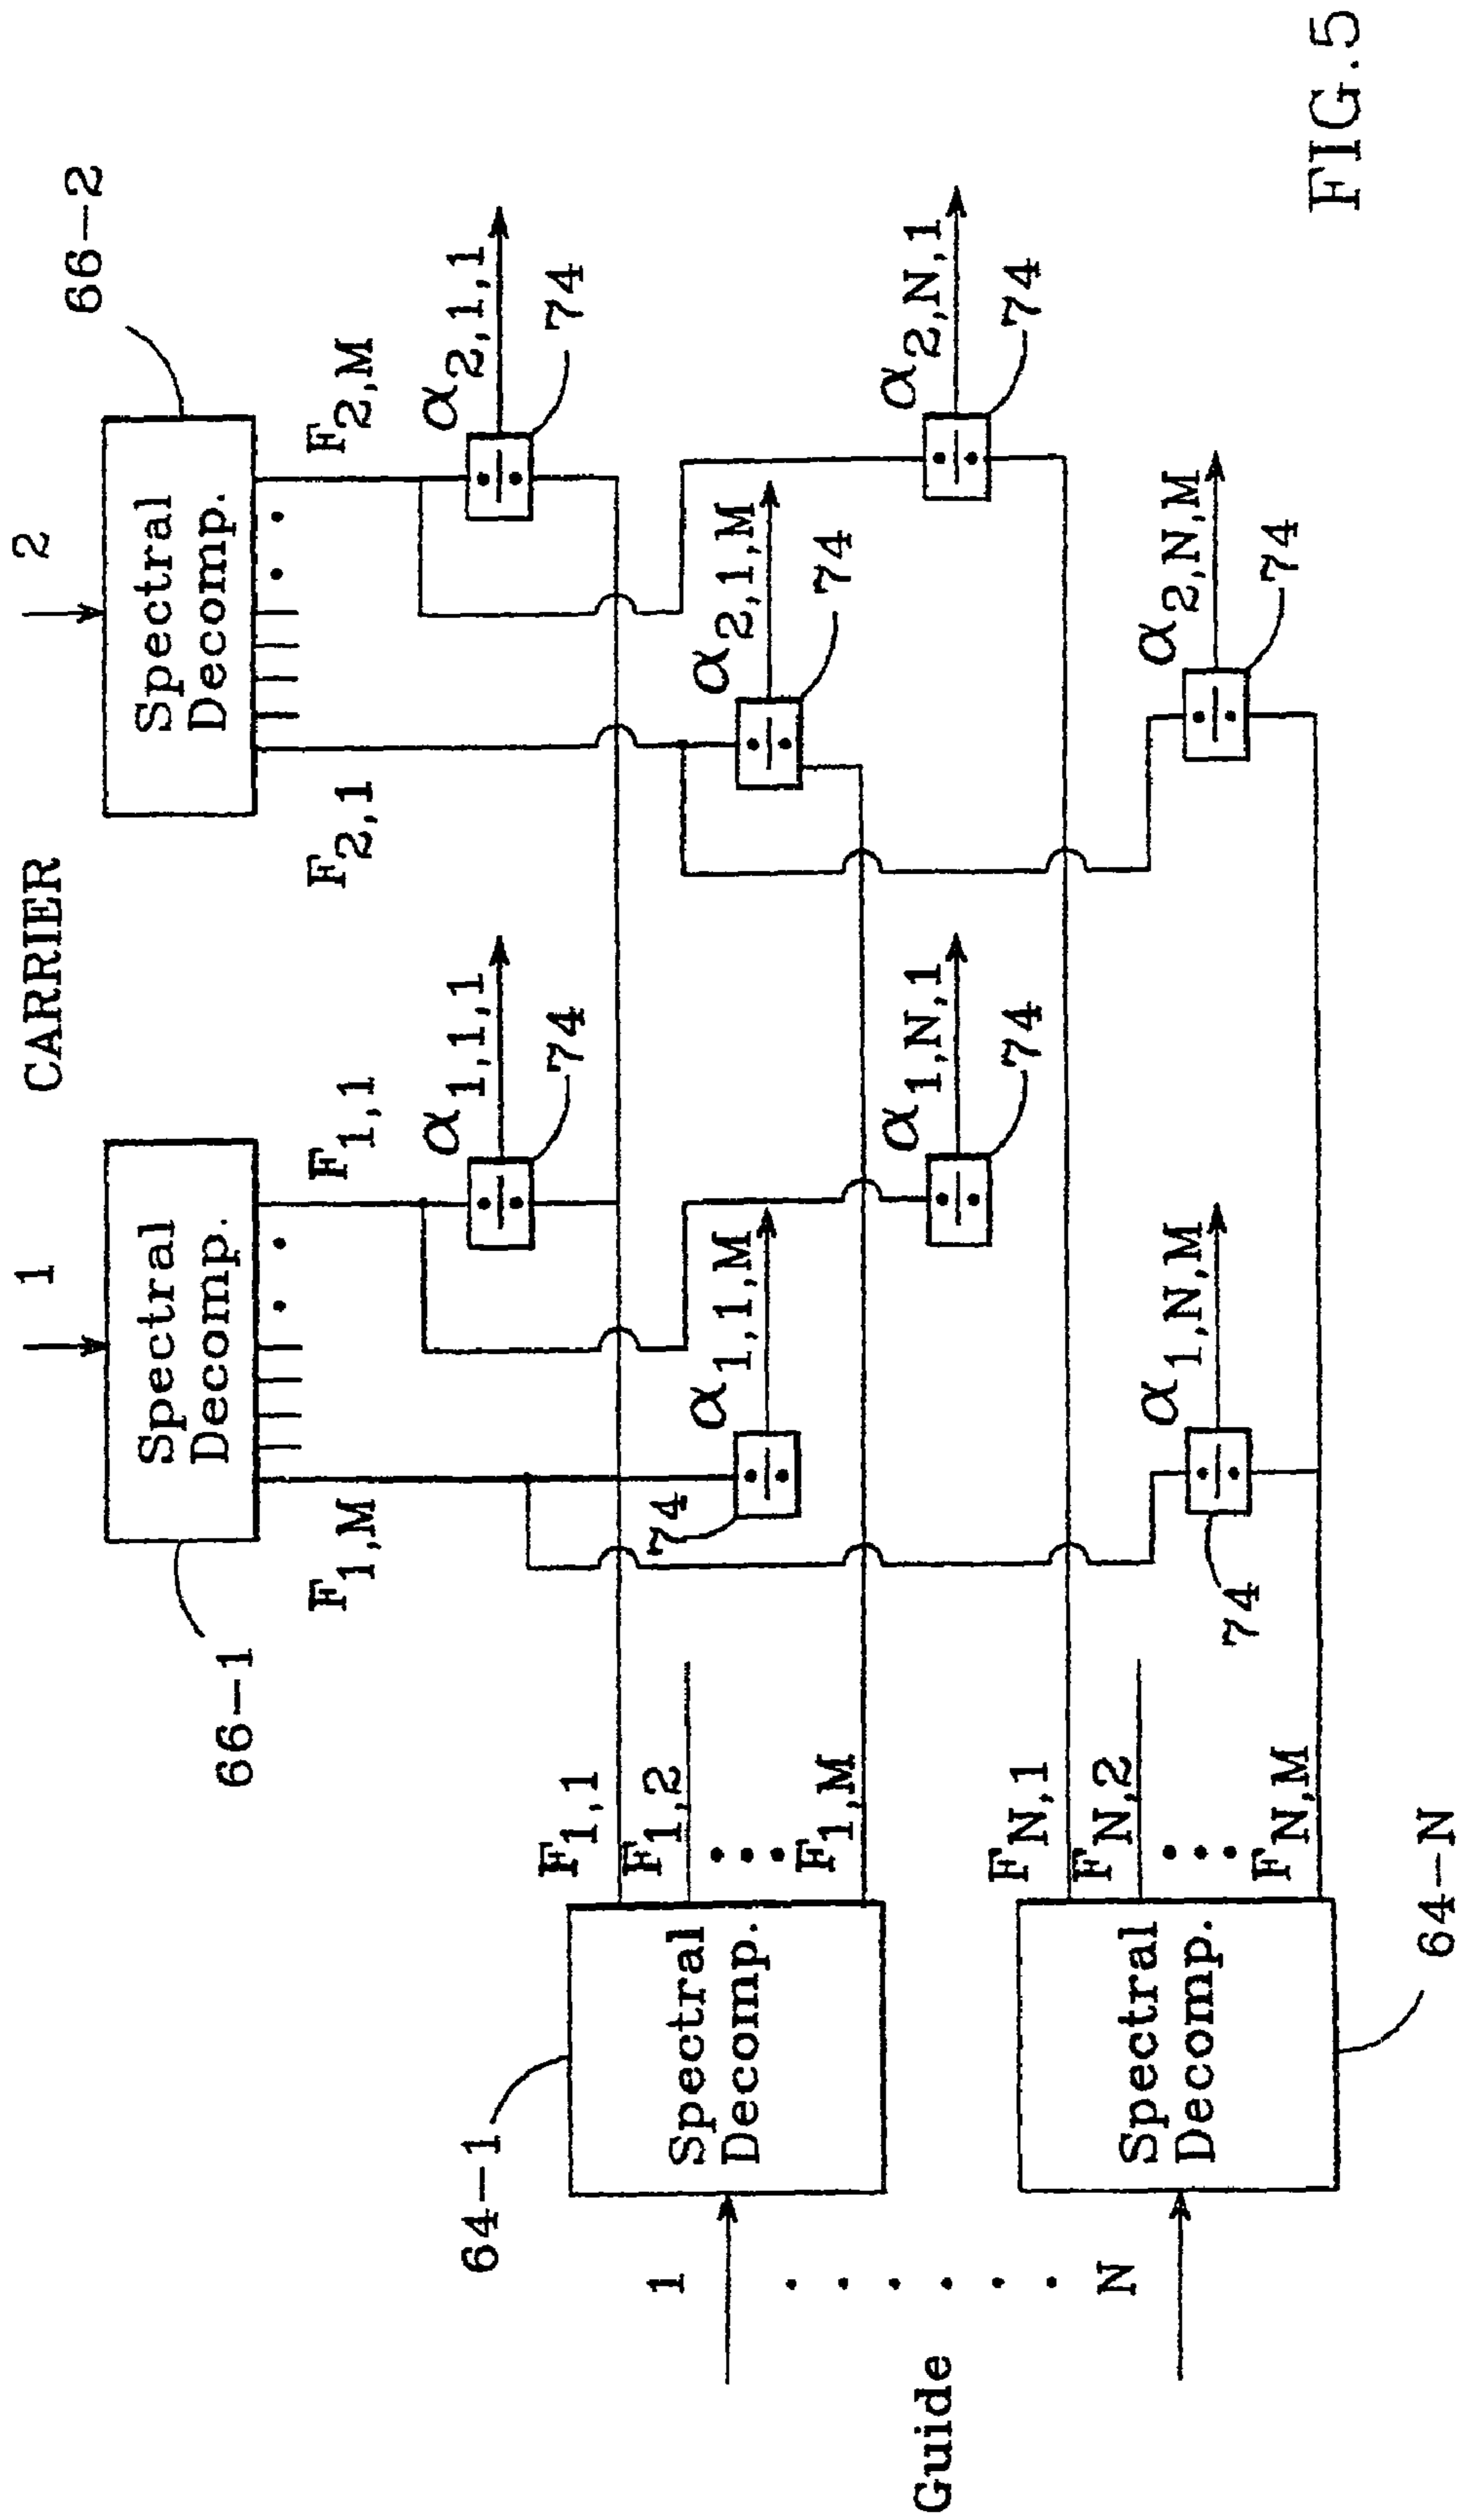 CARRIER
1
2
66-1
66-2
Spectral
Decomp.
Spectral
Decomp.
F1,M
F1,1
F2,1
F2,M
α1,1,1
74
α2,1,1
74
64-1
Spectral
Decomp.
F1,1
F1,2
F1,M
74
α1,1,M
α2,1,M
74
1
Guide
N
α1,N,1
74
α2,N,1
74
Spectral
Decomp.
FN,1
FN,2
FN,M
64-N
74
α1,N,M
α2,N,M
74
FIG.5